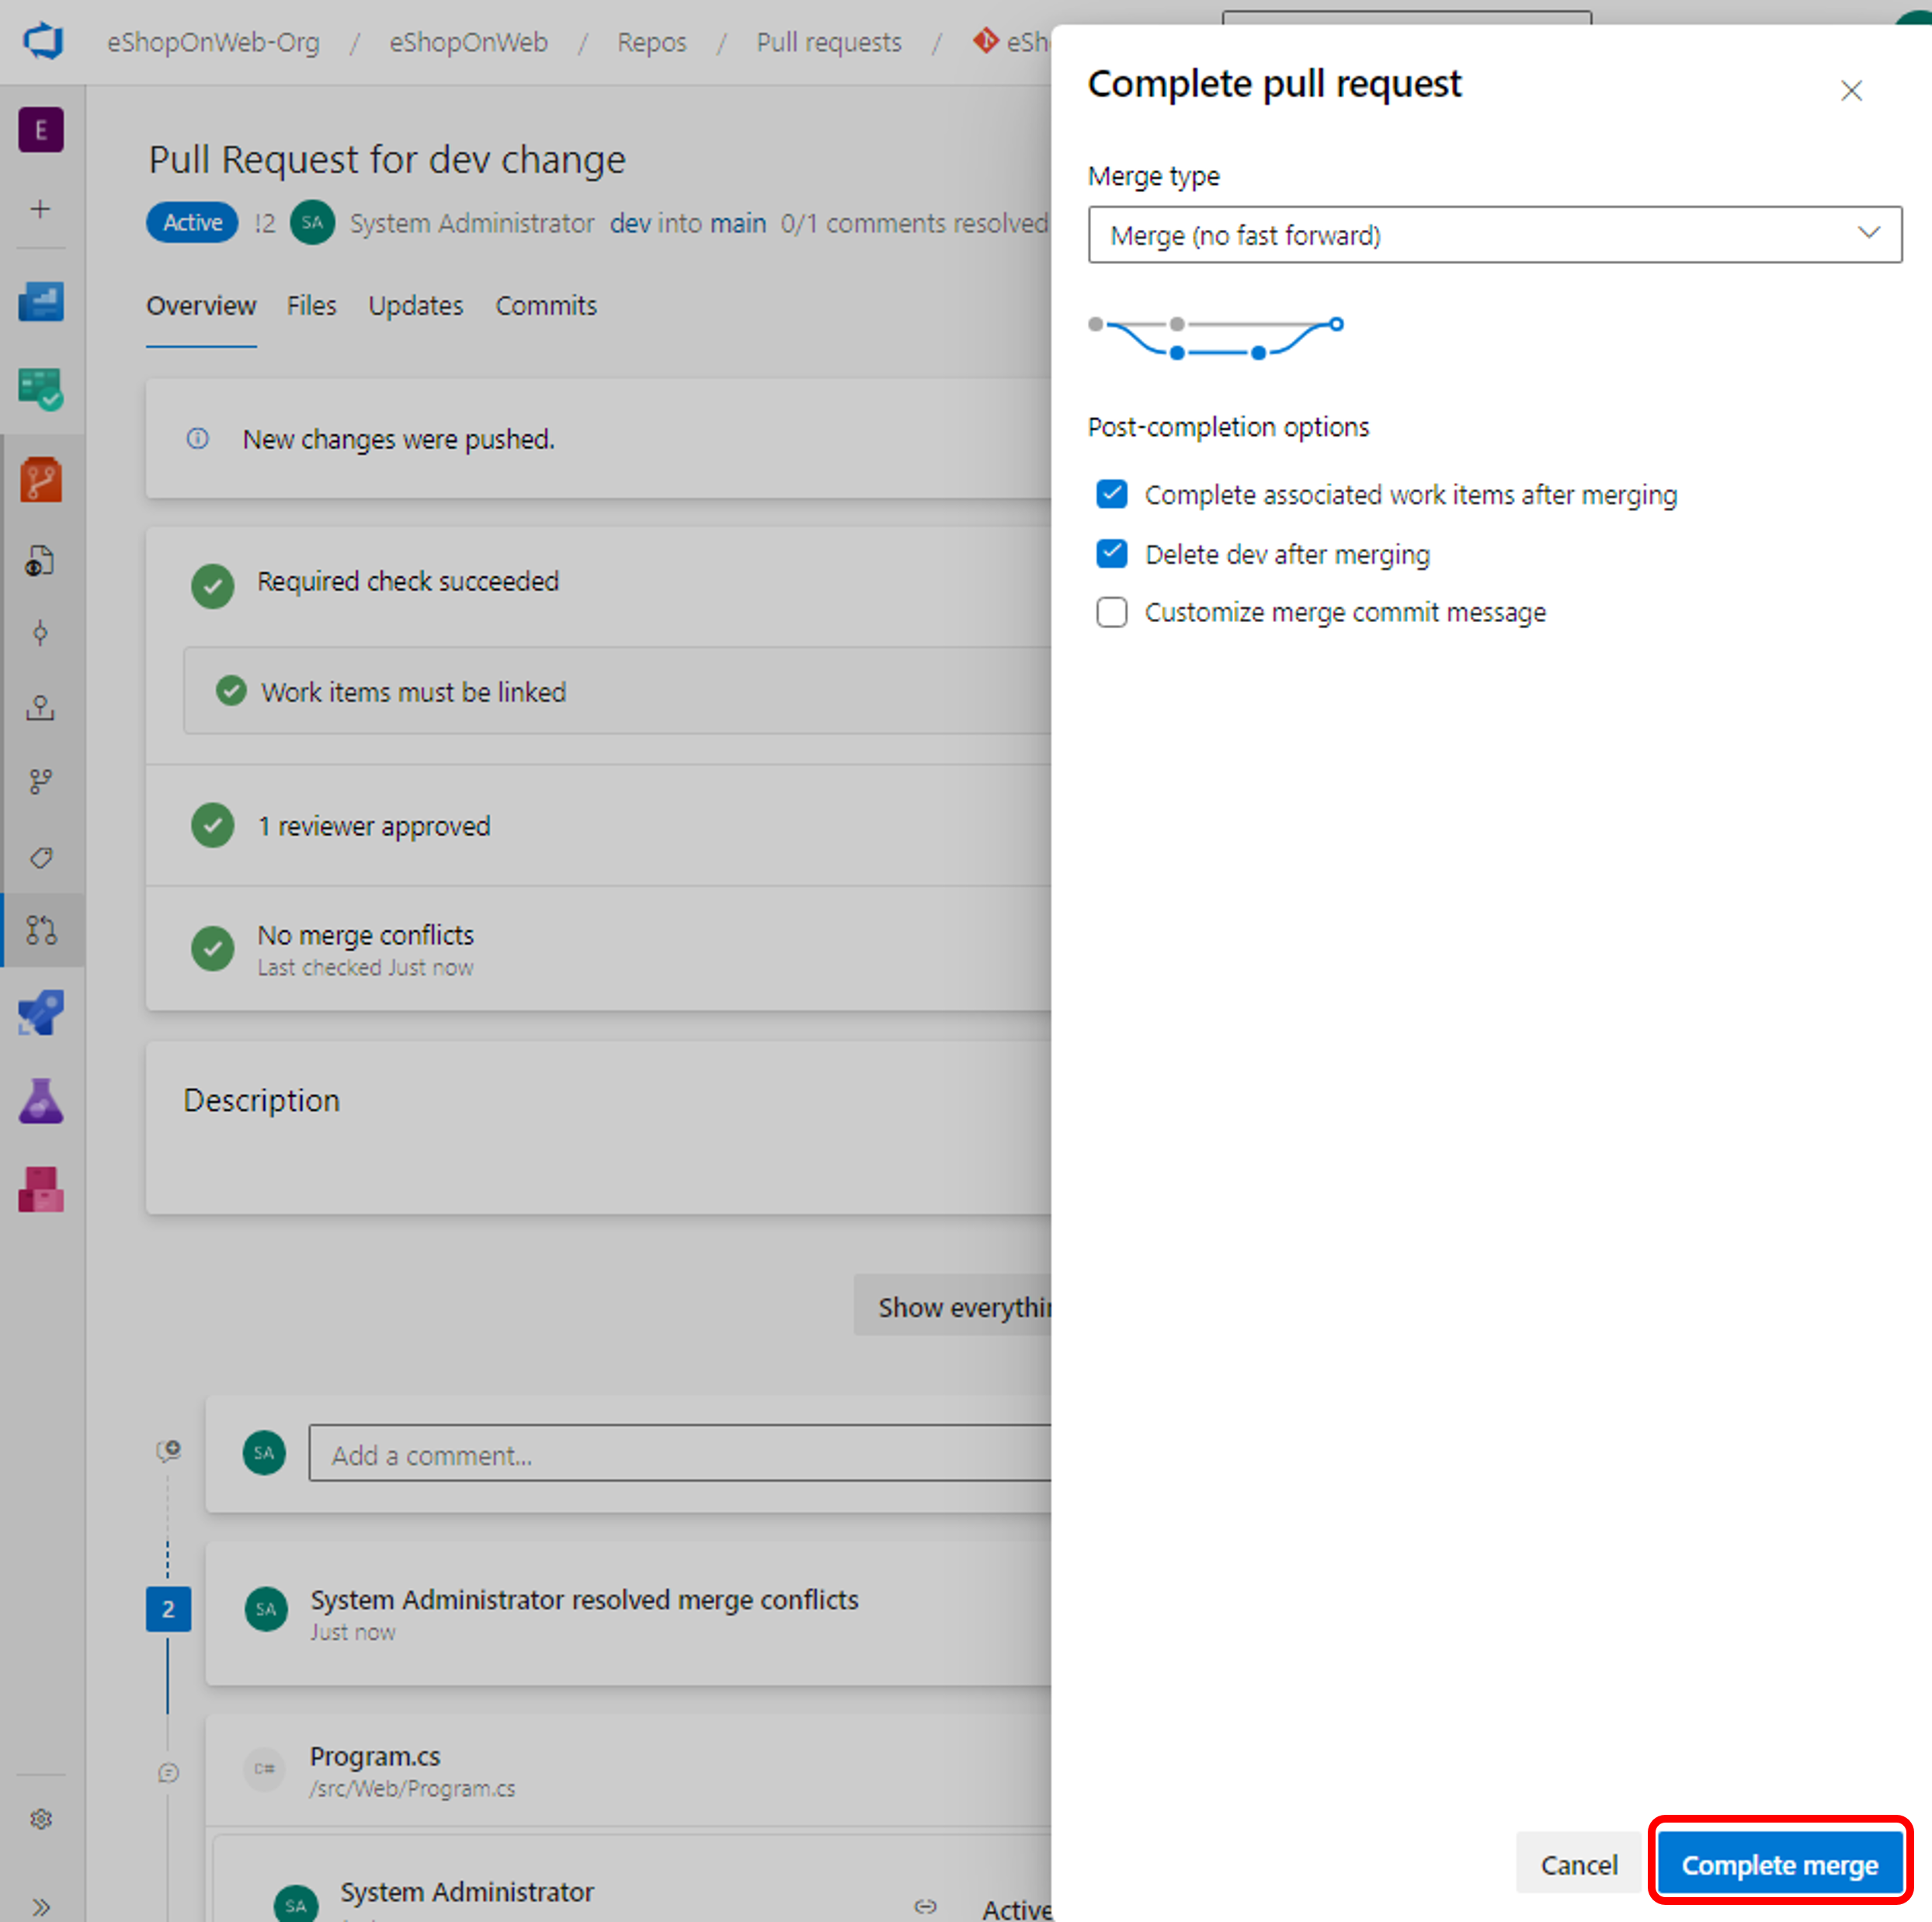 eShopOnWeb-Org / eShopOnWeb / Repos / Pull requests / eSh
E
Pull Request for dev change
Active !2 SA System Administrator dev into main 0/1 comments resolved
Overview Files Updates Commits
New changes were pushed.
Required check succeeded
Work items must be linked
1 reviewer approved
No merge conflicts
Last checked Just now
Description
Show everythin
SA Add a comment...
2 SA System Administrator resolved merge conflicts
Just now
C# Program.cs
/src/Web/Program.cs
SA System Administrator Active
Complete pull request
Merge type
Merge (no fast forward)
Post-completion options
Complete associated work items after merging
Delete dev after merging
Customize merge commit message
Cancel Complete merge